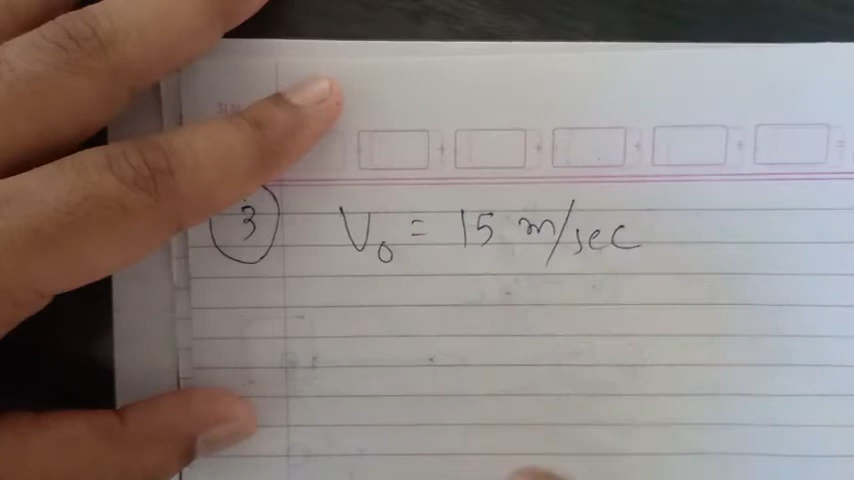 + + + + =
3 V₀ = 15 m/sec